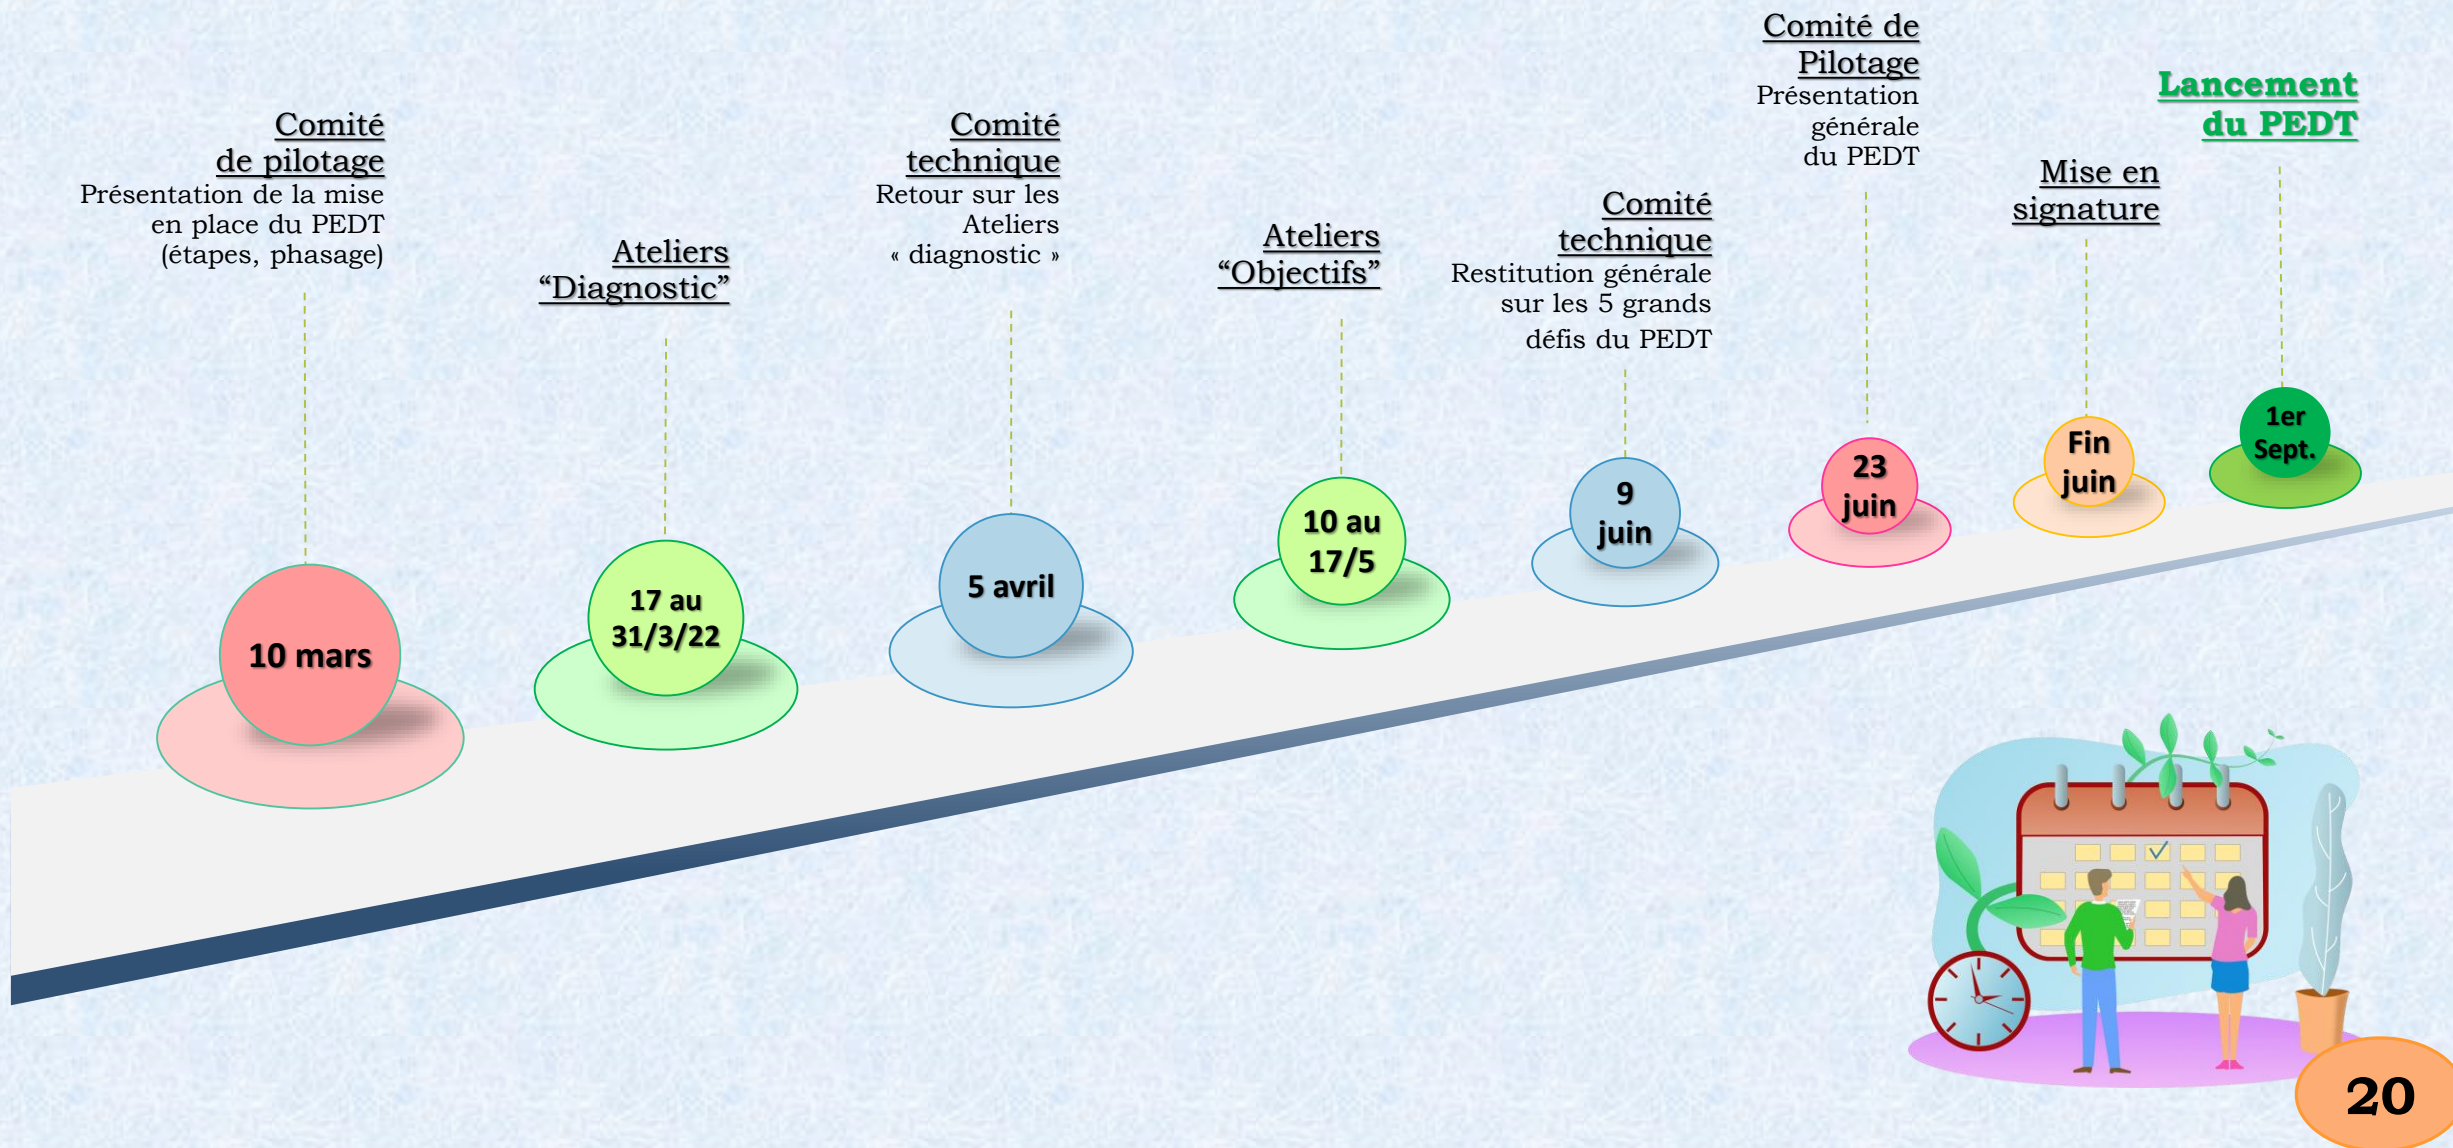 Comité
de pilotage
Présentation de la mise
en place du PEDT
(étapes, phasage)
10 mars
Ateliers
“Diagnostic”
17 au
31/3/22
Comité
technique
Retour sur les
Ateliers
« diagnostic »
5 avril
Ateliers
“Objectifs”
10 au
17/5
Comité
technique
Restitution générale
sur les 5 grands
défis du PEDT
9
juin
Comité de
Pilotage
Présentation
générale
du PEDT
23
juin
Mise en
signature
Fin
juin
Lancement
du PEDT
1er
Sept.
20